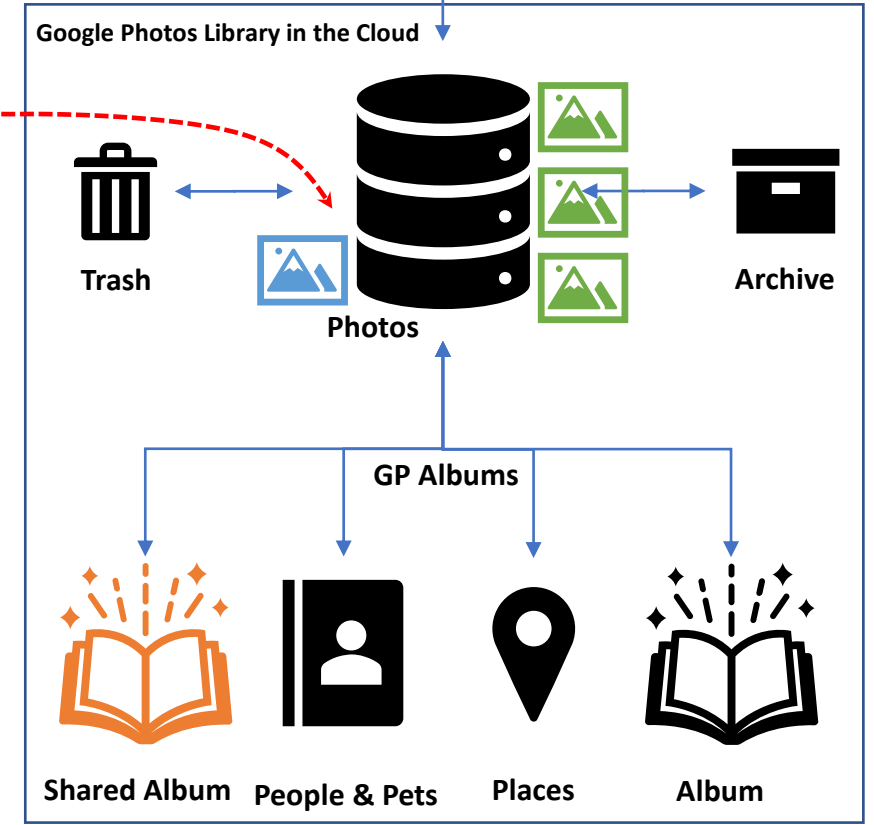 Google Photos Library in the Cloud
Trash
Archive
Photos
GP Albums
Shared Album
People & Pets
Places
Album